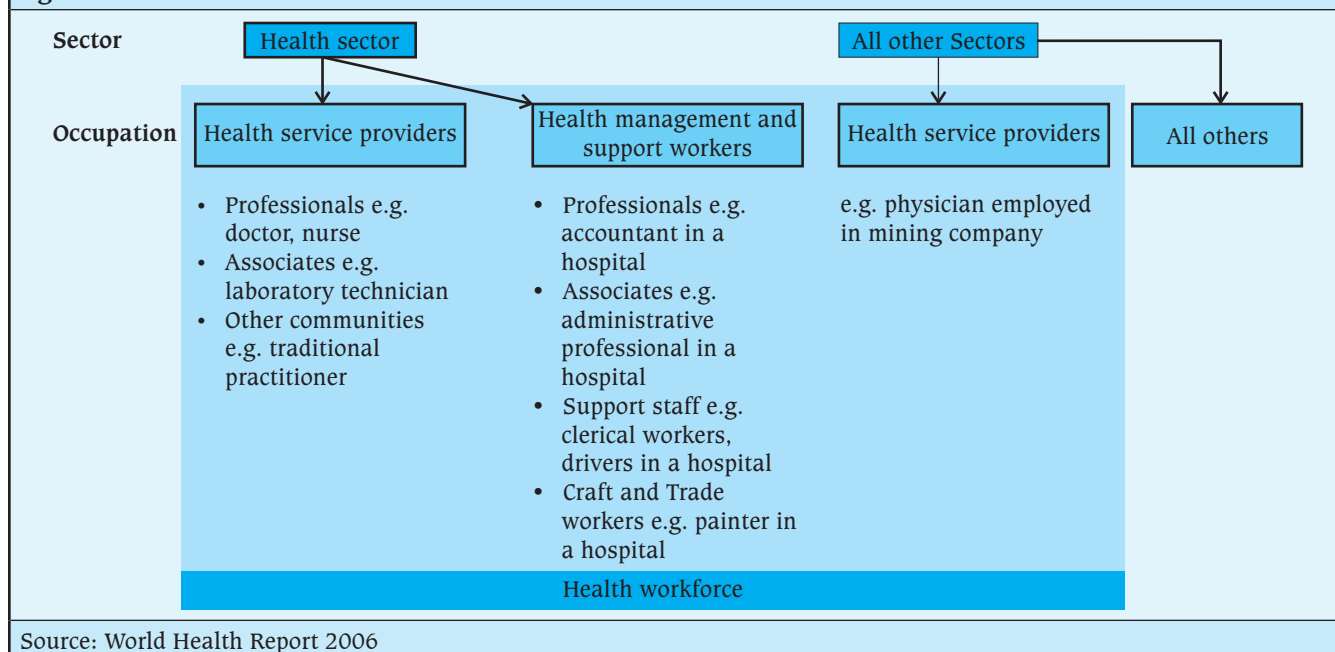 Sector
Health sector
All other Sectors
Occupation
Health service providers
Health management and
support workers
Health service providers
All others
• Professionals e.g.
doctor, nurse
• Associates e.g.
laboratory technician
• Other communities
e.g. traditional
practitioner
• Professionals e.g.
accountant in a
hospital
• Associates e.g.
administrative
professional in a
hospital
• Support staff e.g.
clerical workers,
drivers in a hospital
• Craft and Trade
workers e.g. painter in
a hospital
e.g. physician employed
in mining company
Health workforce
Source: World Health Report 2006